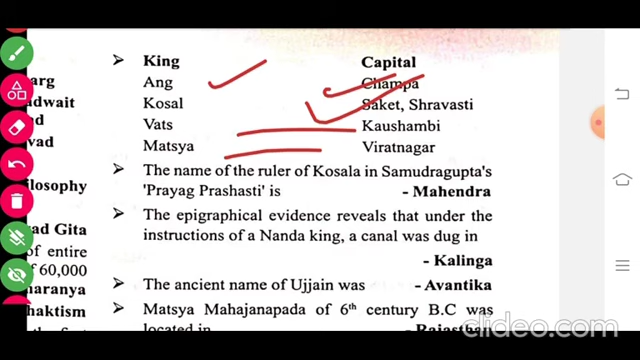 King Capital
arg Ang Champa
adwait Kosal Saket, Shravasti
Vats Kaushambi
vad Matsya Viratnagar
The name of the ruler of Kosala in Samudragupta's
ilosophy 'Prayag Prashasti' is - Mahendra
The epigraphical evidence reveals that under the
ad Gita instructions of a Nanda king, a canal was dug in
of entire - Kalinga
f 60,000
The ancient name of Ujjain was - Avantika
haranya
haktism Matsya Mahajanapada of 6th century B.C was
located in - Rajasthan
clideo.com